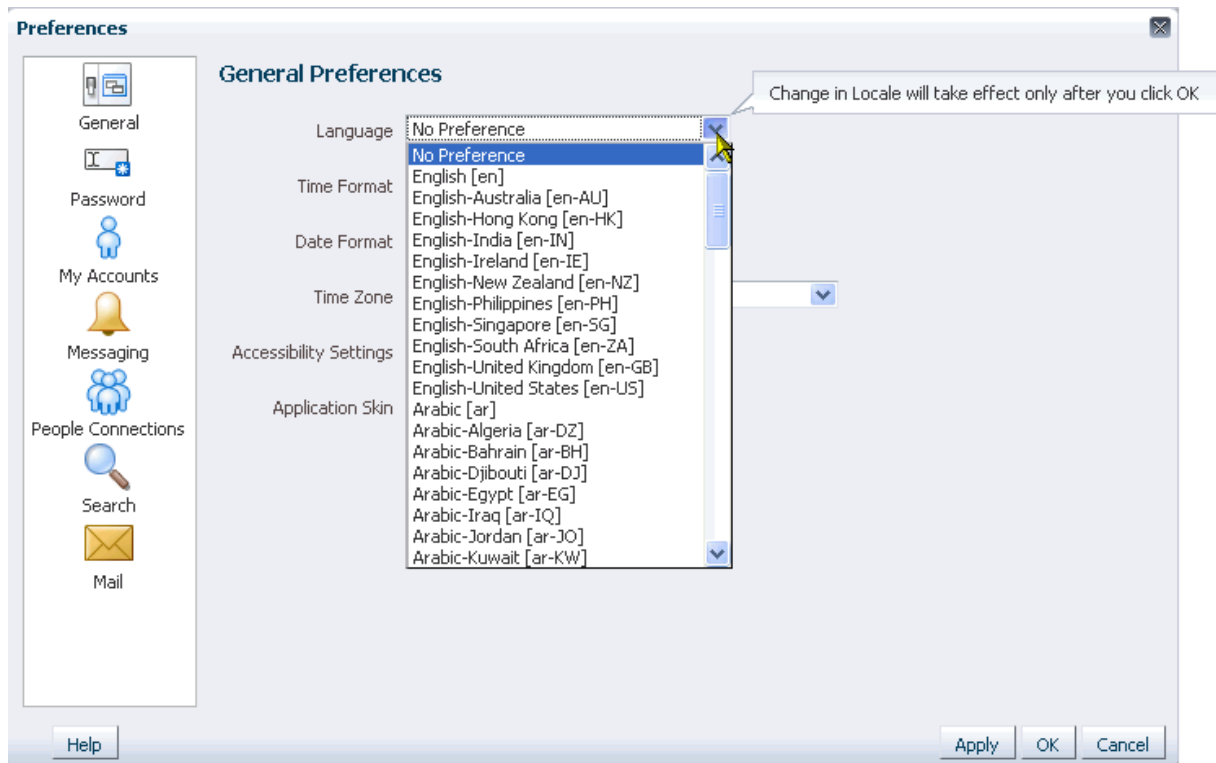 Preferences
General
Password
My Accounts
Messaging
People Connections
Search
Mail
General Preferences
Change in Locale will take effect only after you click OK
Language No Preference
Time Format
Date Format
Time Zone
Accessibility Settings
Application Skin
No Preference
English [en]
English-Australia [en-AU]
English-Hong Kong [en-HK]
English-India [en-IN]
English-Ireland [en-IE]
English-New Zealand [en-NZ]
English-Philippines [en-PH]
English-Singapore [en-SG]
English-South Africa [en-ZA]
English-United Kingdom [en-GB]
English-United States [en-US]
Arabic [ar]
Arabic-Algeria [ar-DZ]
Arabic-Bahrain [ar-BH]
Arabic-Djibouti [ar-DJ]
Arabic-Egypt [ar-EG]
Arabic-Iraq [ar-IQ]
Arabic-Jordan [ar-JO]
Arabic-Kuwait [ar-KW]
Help
Apply OK Cancel